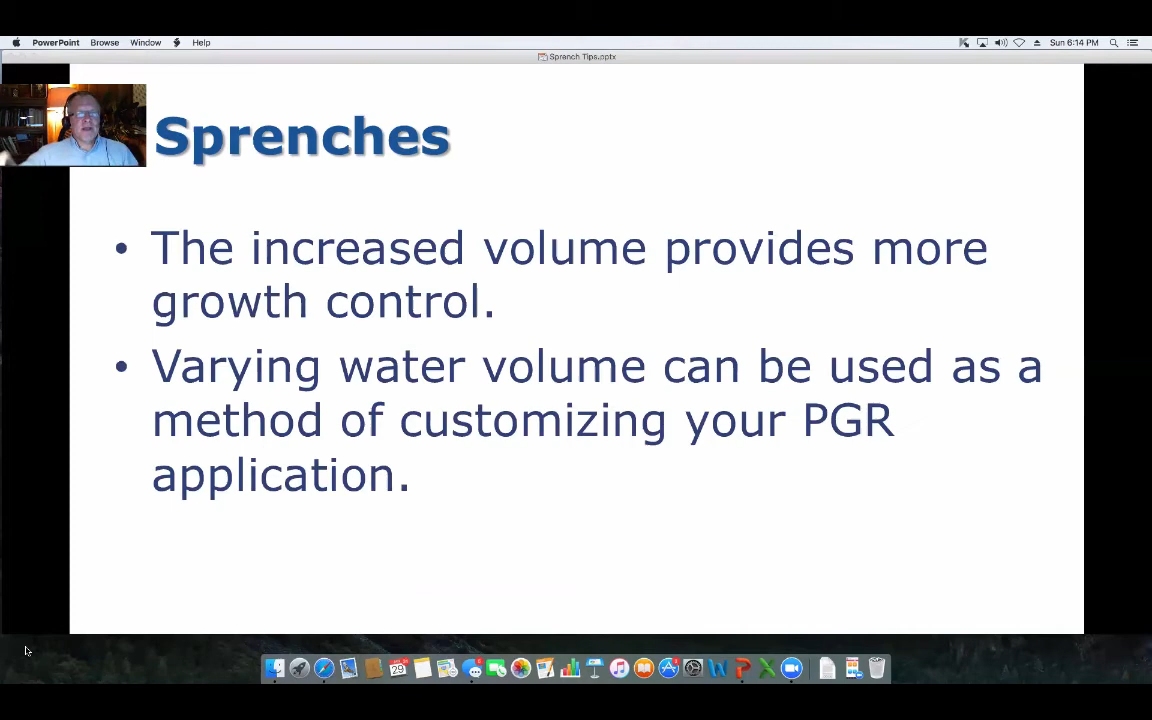 PowerPoint Browse Window Help
Sun 6:14 PM
Sprench Tips.pptx
Sprenches
• The increased volume provides more
growth control.
• Varying water volume can be used as a
method of customizing your PGR
application.
29